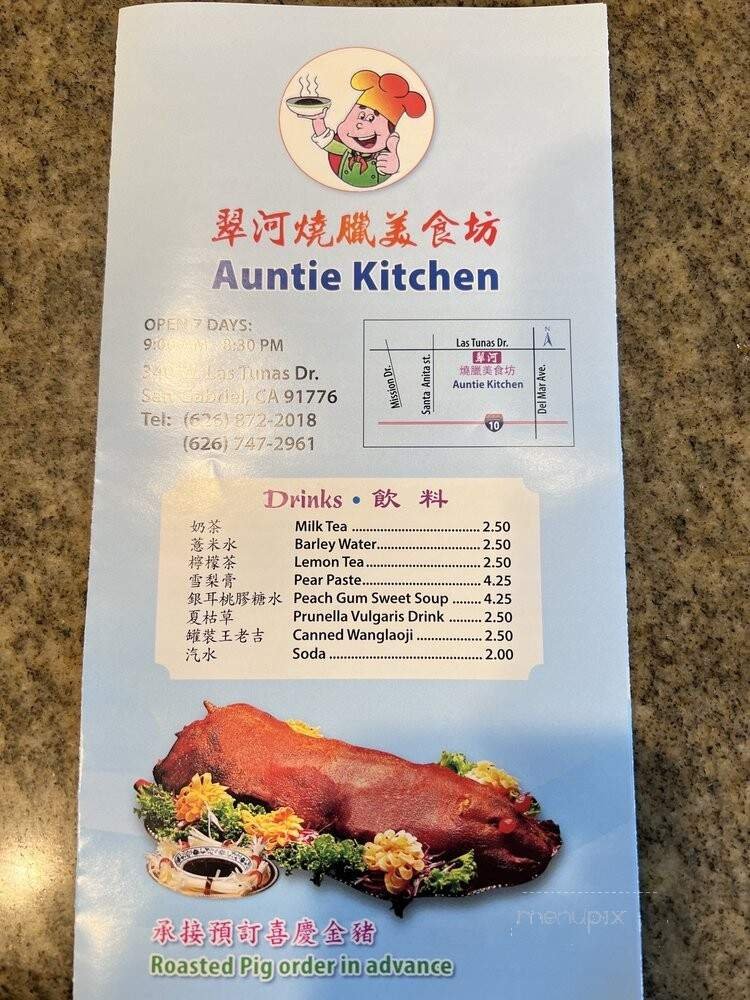 翠河燒臘美食坊
Auntie Kitchen
OPEN 7 DAYS:
PM
Las Tunas Dr.
San Gabriel, CA 91776
Tel: (626) 872-2018
(626) 747-2961
N
Las Tunas Dr.
翠河
燒臘美食坊
Auntie Kitchen
Mission Dr.
Santa Anita st.
Del Mar Ave.
10
Drinks • 飲料
奶茶 Milk Tea ................................ 2.50
薏米水 Barley Water.......................... 2.50
檸檬茶 Lemon Tea............................. 2.50
雪梨膏 Pear Paste.............................. 4.25
銀耳桃膠糖水 Peach Gum Sweet Soup ....... 4.25
夏枯草 Prunella Vulgaris Drink ........ 2.50
罐裝王老吉 Canned Wanglaoji ................ 2.50
汽水 Soda ...................................... 2.00
承接預訂喜慶金豬
Roasted Pig order in advance
menupix